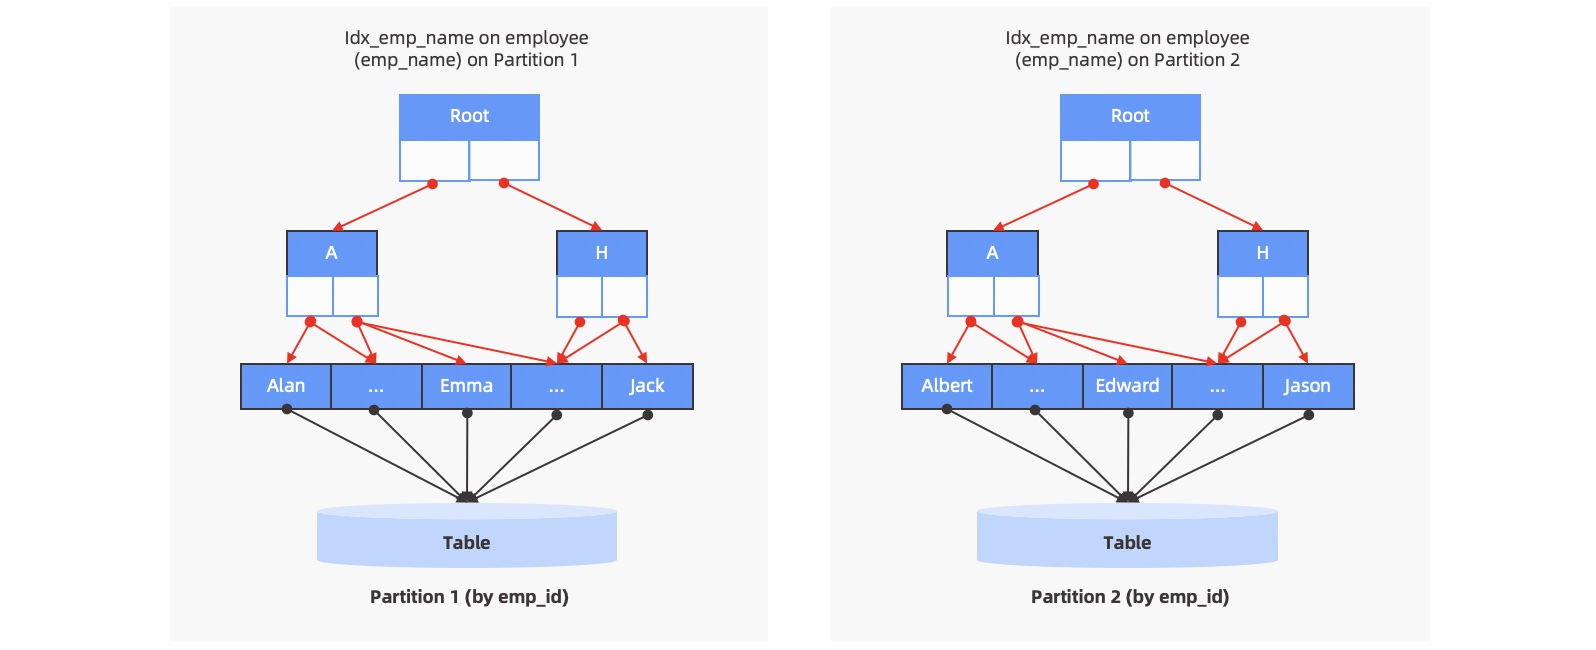 Idx_emp_name on employee
(emp_name) on Partition 1
Root
A
H
Alan
...
Emma
...
Jack
Table
Partition 1 (by emp_id)
Idx_emp_name on employee
(emp_name) on Partition 2
Root
A
H
Albert
...
Edward
...
Jason
Table
Partition 2 (by emp_id)